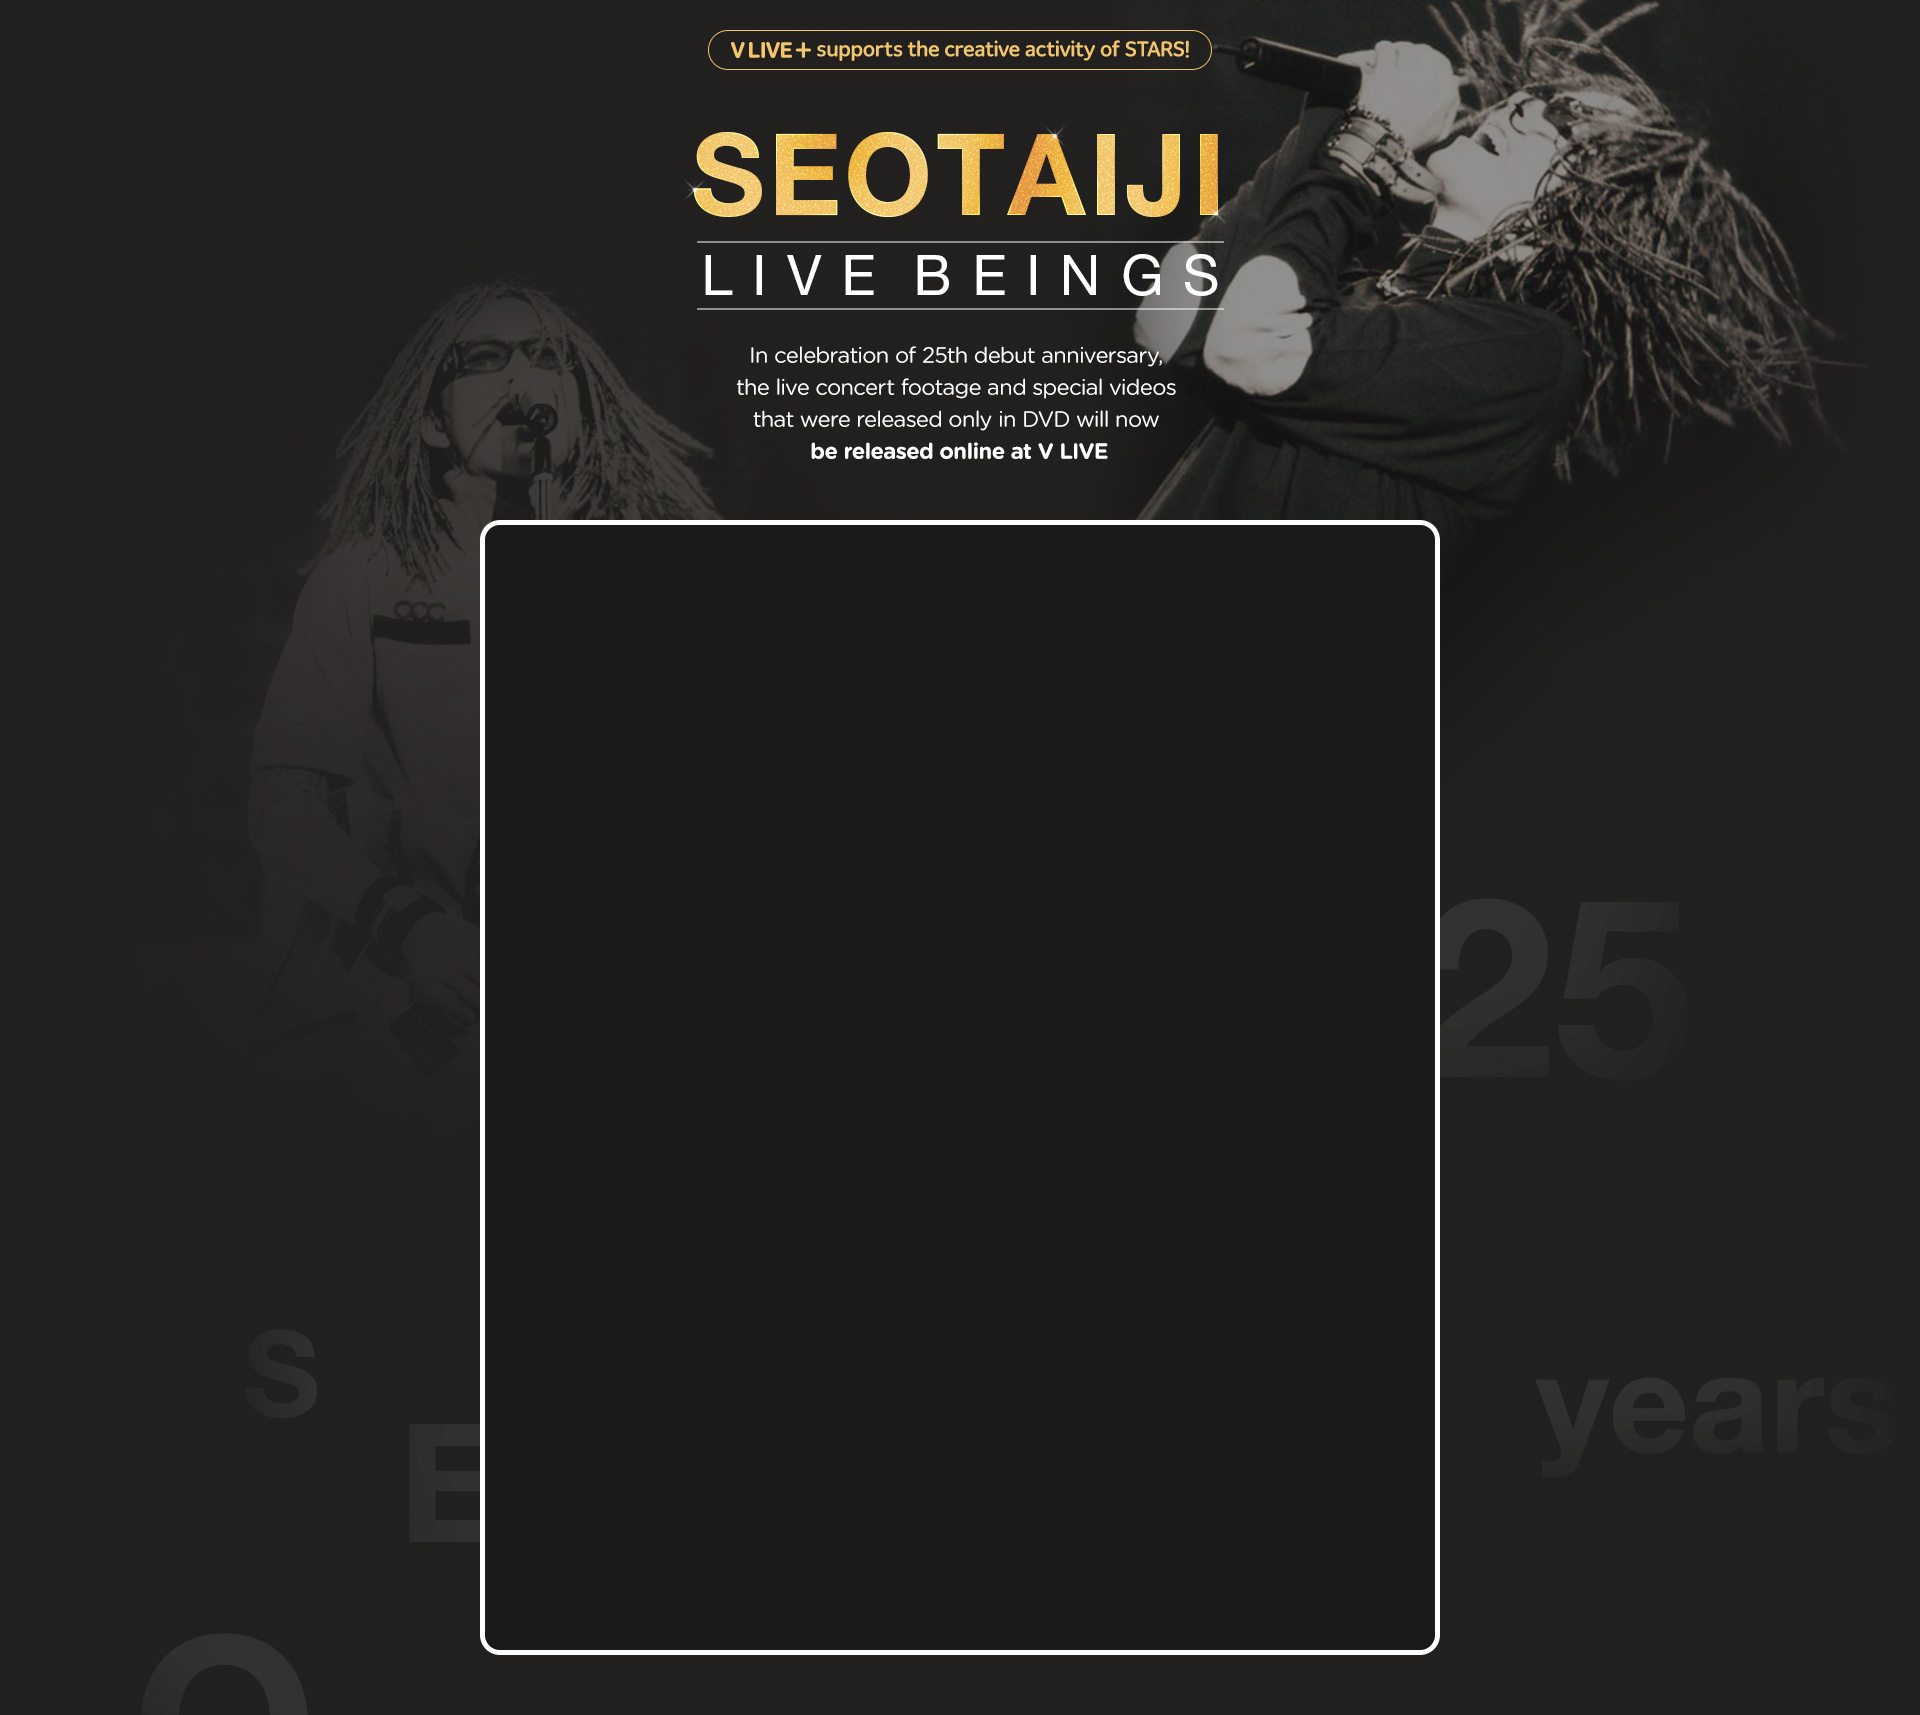 V LIVE+ supports the creative activity of STARS!
SEOTAIJI
LIVE BEINGS
In celebration of 25th debut anniversary,
the live concert footage and special videos
that were released only in DVD will now
be released online at V LIVE
25
S
years
E
O